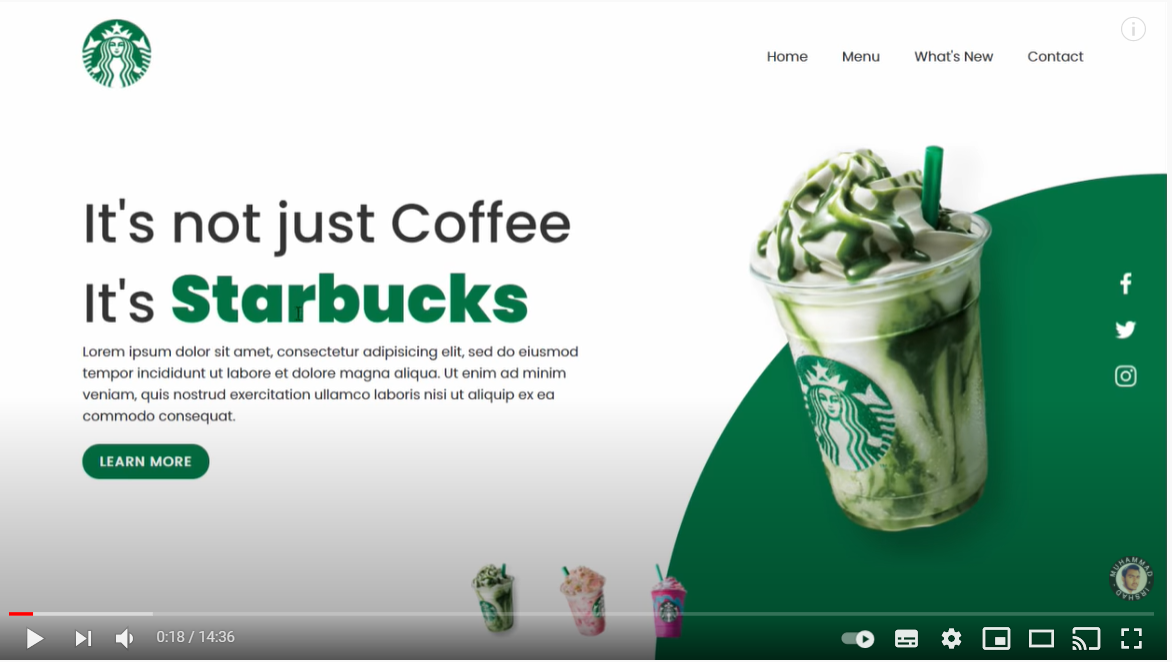 Home Menu What's New Contact
It's not just Coffee
It's Starbucks
Lorem ipsum dolor sit amet, consectetur adipisicing elit, sed do eiusmod
tempor incididunt ut labore et dolore magna aliqua. Ut enim ad minim
veniam, quis nostrud exercitation ullamco laboris nisi ut aliquip ex ea
commodo consequat.
LEARN MORE
MUHAMMAD IRSHAD
0:18 / 14:36